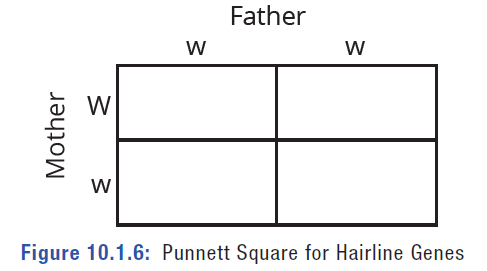 Father
w w
Mother
W
w
Figure 10.1.6: Punnett Square for Hairline Genes